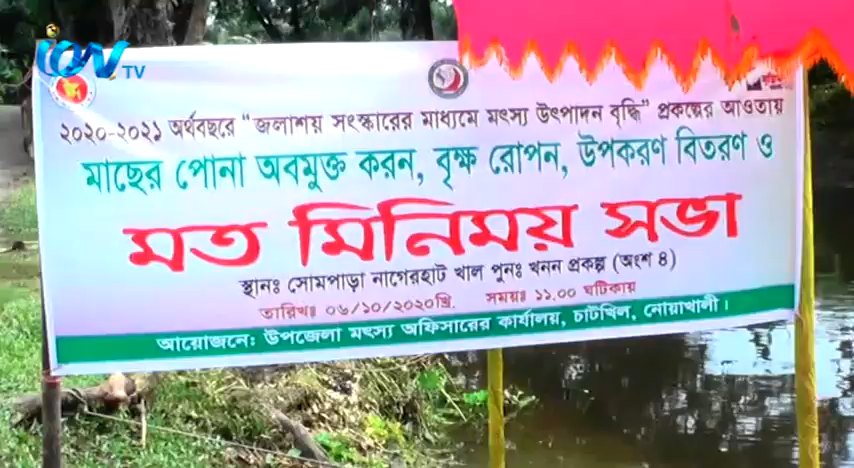 ION TV
২০২০-২০২১ অর্থবছরে "জলাশয় সংস্কারের মাধ্যমে মৎস্য উৎপাদন বৃদ্ধি" প্রকল্পের আওতায়
মাছের পোনা অবমুক্ত করন, বৃক্ষ রোপন, উপকরণ বিতরণ ও
মত মিনিময় সভা
স্থানঃ সোমপাড়া নাগেরহাট খাল পুনঃ খনন প্রকল্প (অংশ ৪)
তারিখঃ ০৬/১০/২০২০খ্রি. সময়ঃ ১১.০০ ঘটিকায়
আয়োজনে: উপজেলা মৎস্য অফিসারের কার্যালয়, চাটখিল, নোয়াখালী।